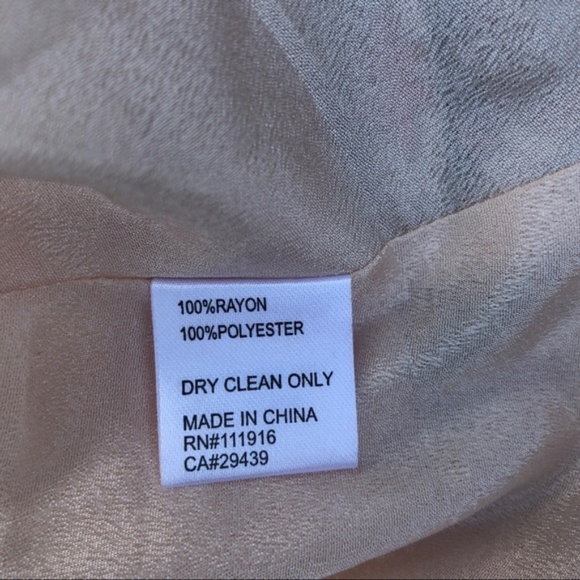 100%RAYON
100%POLYESTER
DRY CLEAN ONLY
MADE IN CHINA
RN#111916
CA#29439